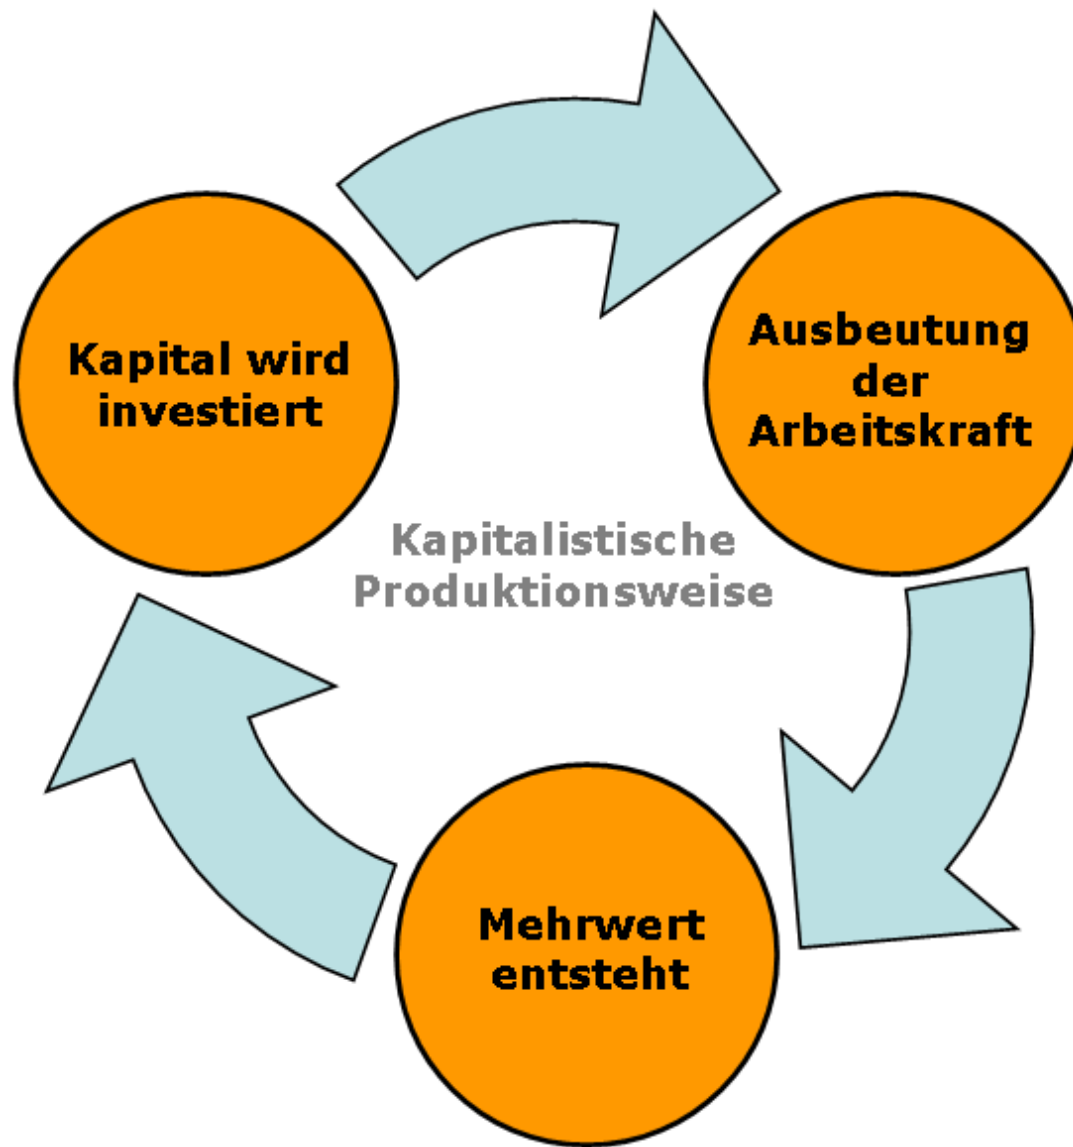 Kapital wird
investiert
Ausbeutung
der
Arbeitskraft
Kapitalistische
Produktionsweise
Mehrwert
entsteht